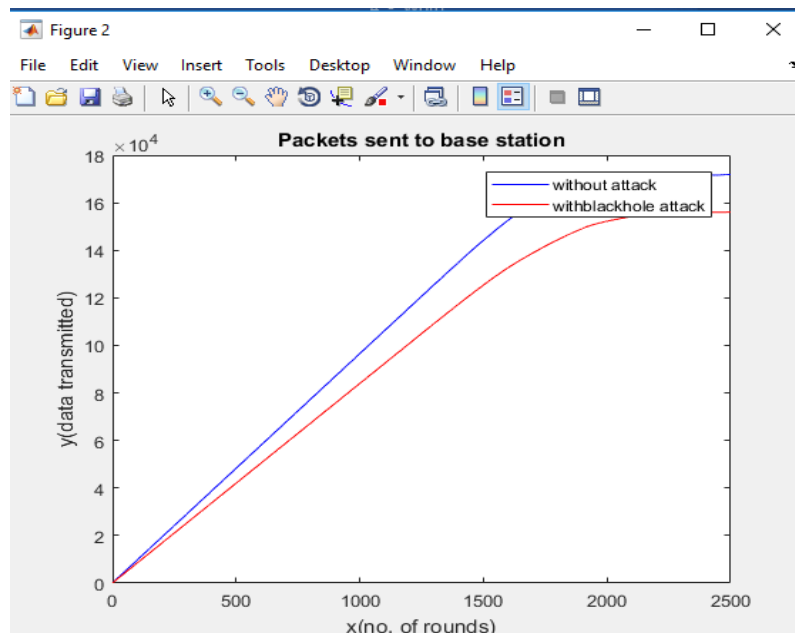 Figure 2
File Edit View Insert Tools Desktop Window Help
Packets sent to base station
×10^4
18
16
14
12
10
8
6
4
2
0
y(data transmitted)
without attack
withblackhole attack
0 500 1000 1500 2000 2500
x(no. of rounds)